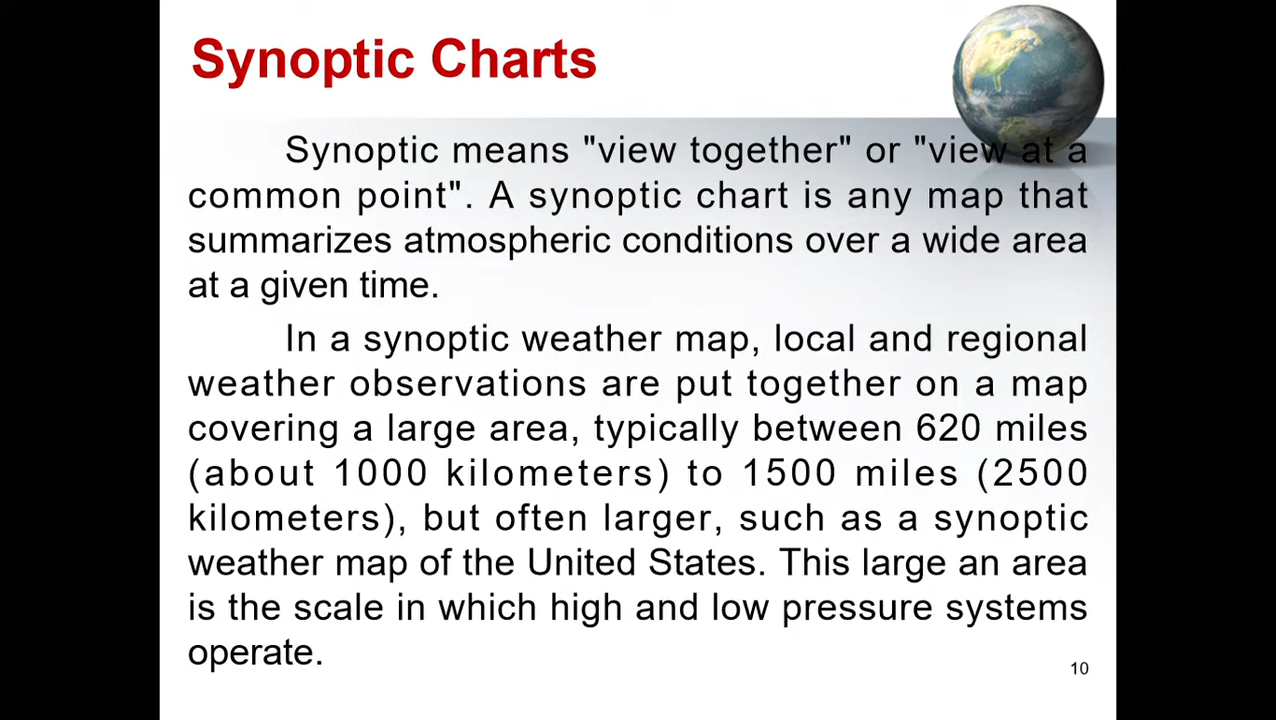 Synoptic Charts
Synoptic means "view together" or "view at a
common point". A synoptic chart is any map that
summarizes atmospheric conditions over a wide area
at a given time.
In a synoptic weather map, local and regional
weather observations are put together on a map
covering a large area, typically between 620 miles
(about 1000 kilometers) to 1500 miles (2500
kilometers), but often larger, such as a synoptic
weather map of the United States. This large an area
is the scale in which high and low pressure systems
operate.
10